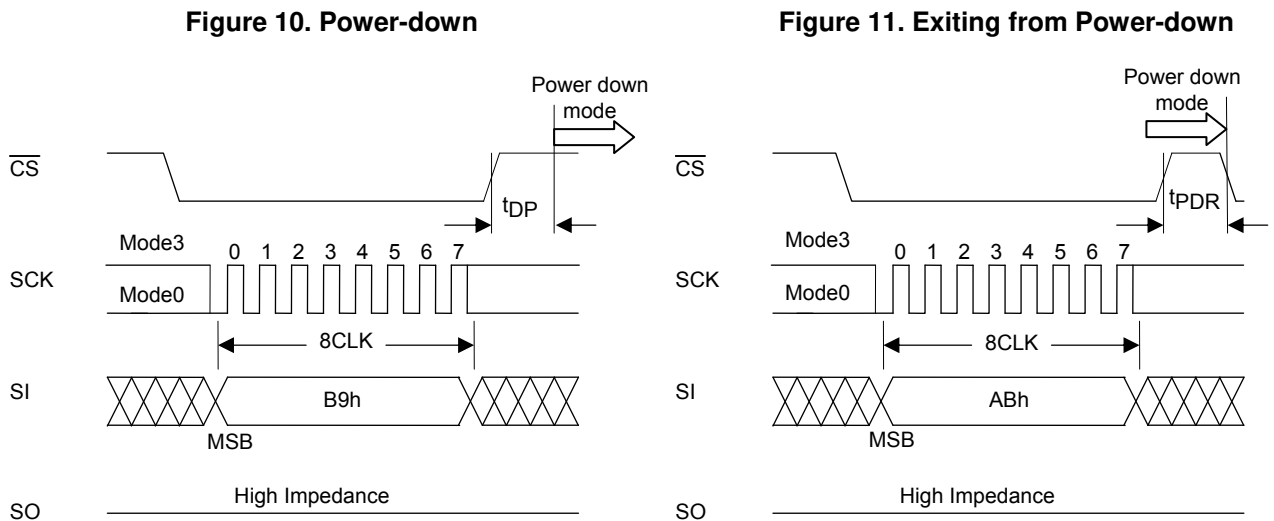 Figure 10. Power-down
Power down
mode
CS
tDP
Mode3
0 1 2 3 4 5 6 7
SCK
Mode0
8CLK
SI
B9h
MSB
High Impedance
SO
Figure 11. Exiting from Power-down
Power down
mode
CS
tPDR
Mode3
0 1 2 3 4 5 6 7
SCK
Mode0
8CLK
SI
ABh
MSB
High Impedance
SO